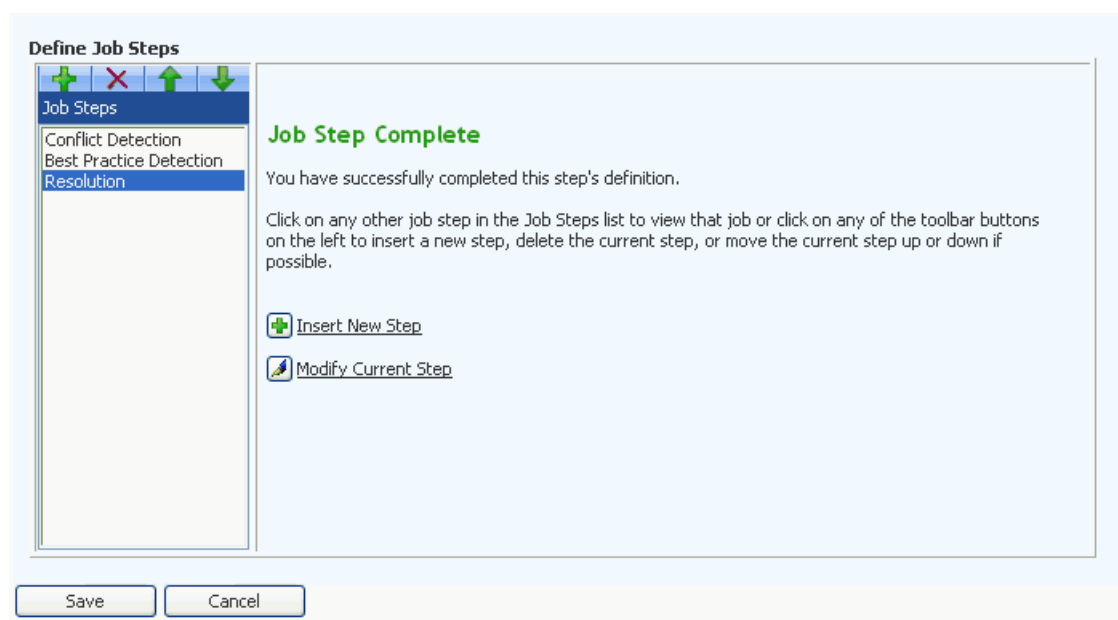 Define Job Steps
Job Steps
Conflict Detection
Best Practice Detection
Resolution
Job Step Complete
You have successfully completed this step's definition.
Click on any other job step in the Job Steps list to view that job or click on any of the toolbar buttons
on the left to insert a new step, delete the current step, or move the current step up or down if
possible.
Insert New Step
Modify Current Step
Save
Cancel